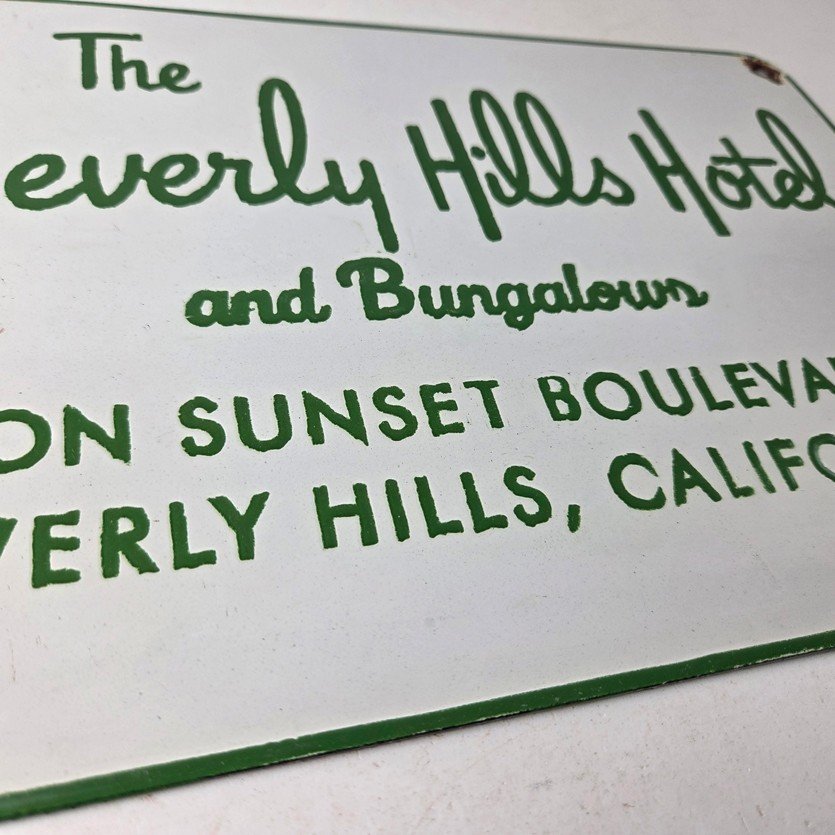 The
everly Hills Hotel
and Bungalows
ON SUNSET BOULEVA
VERLY HILLS, CALIFO